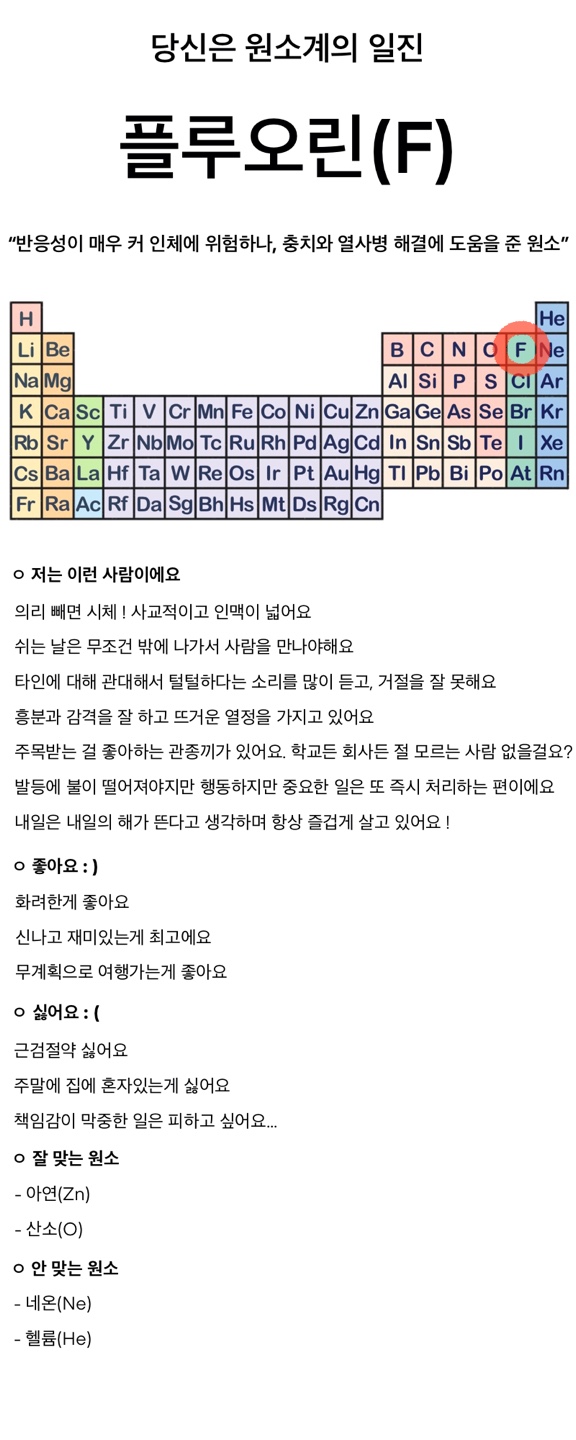 당신은 원소계의 일진
플루오린(F)
“반응성이 매우 커 인체에 위험하나, 충치와 열사병 해결에 도움을 준 원소”
H He
Li Be B C N O F Ne
Na Mg Al Si P S Cl Ar
K Ca Sc Ti V Cr Mn Fe Co Ni Cu Zn Ga Ge As Se Br Kr
Rb Sr Y Zr Nb Mo Tc Ru Rh Pd Ag Cd In Sn Sb Te I Xe
Cs Ba La Hf Ta W Re Os Ir Pt Au Hg Tl Pb Bi Po At Rn
Fr Ra Ac Rf Da Sg Bh Hs Mt Ds Rg Cn
ㅇ 저는 이런 사람이에요
의리 빼면 시체 ! 사교적이고 인맥이 넓어요
쉬는 날은 무조건 밖에 나가서 사람을 만나야해요
타인에 대해 관대해서 털털하다는 소리를 많이 듣고, 거절을 잘 못해요
흥분과 감격을 잘 하고 뜨거운 열정을 가지고 있어요
주목받는 걸 좋아하는 관종끼가 있어요. 학교든 회사든 절 모르는 사람 없을걸요?
발등에 불이 떨어져야지만 행동하지만 중요한 일은 또 즉시 처리하는 편이에요
내일은 내일의 해가 뜬다고 생각하며 항상 즐겁게 살고 있어요 !
ㅇ 좋아요 : )
화려한게 좋아요
신나고 재미있는게 최고에요
무계획으로 여행가는게 좋아요
ㅇ 싫어요 : (
근검절약 싫어요
주말에 집에 혼자있는게 싫어요
책임감이 막중한 일은 피하고 싶어요...
ㅇ 잘 맞는 원소
- 아연(Zn)
- 산소(O)
ㅇ 안 맞는 원소
- 네온(Ne)
- 헬륨(He)